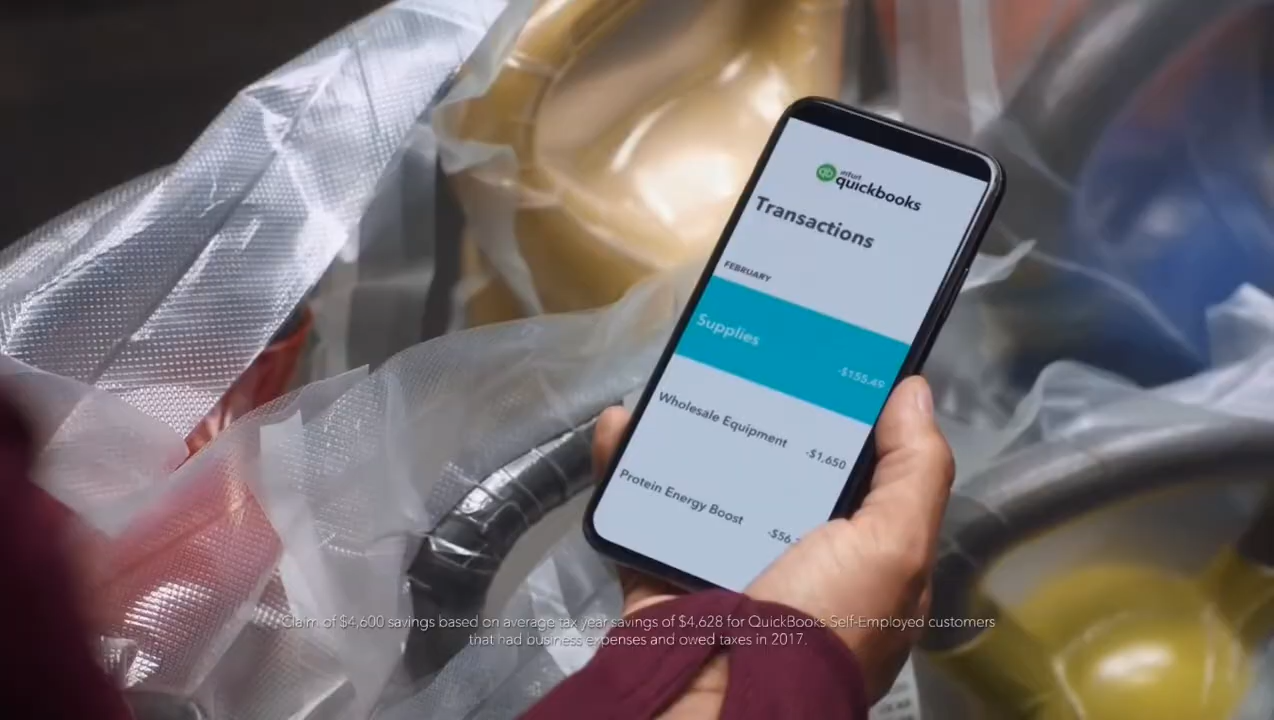 intuit
quickbooks
Transactions
FEBRUARY
Supplies
-$155.49
Wholesale Equipment
-$1,650
Protein Energy Boost
-$56.
Claim of $4,600 savings based on average tax year savings of $4,628 for QuickBooks Self-Employed customers
that had business expenses and owed taxes in 2017.